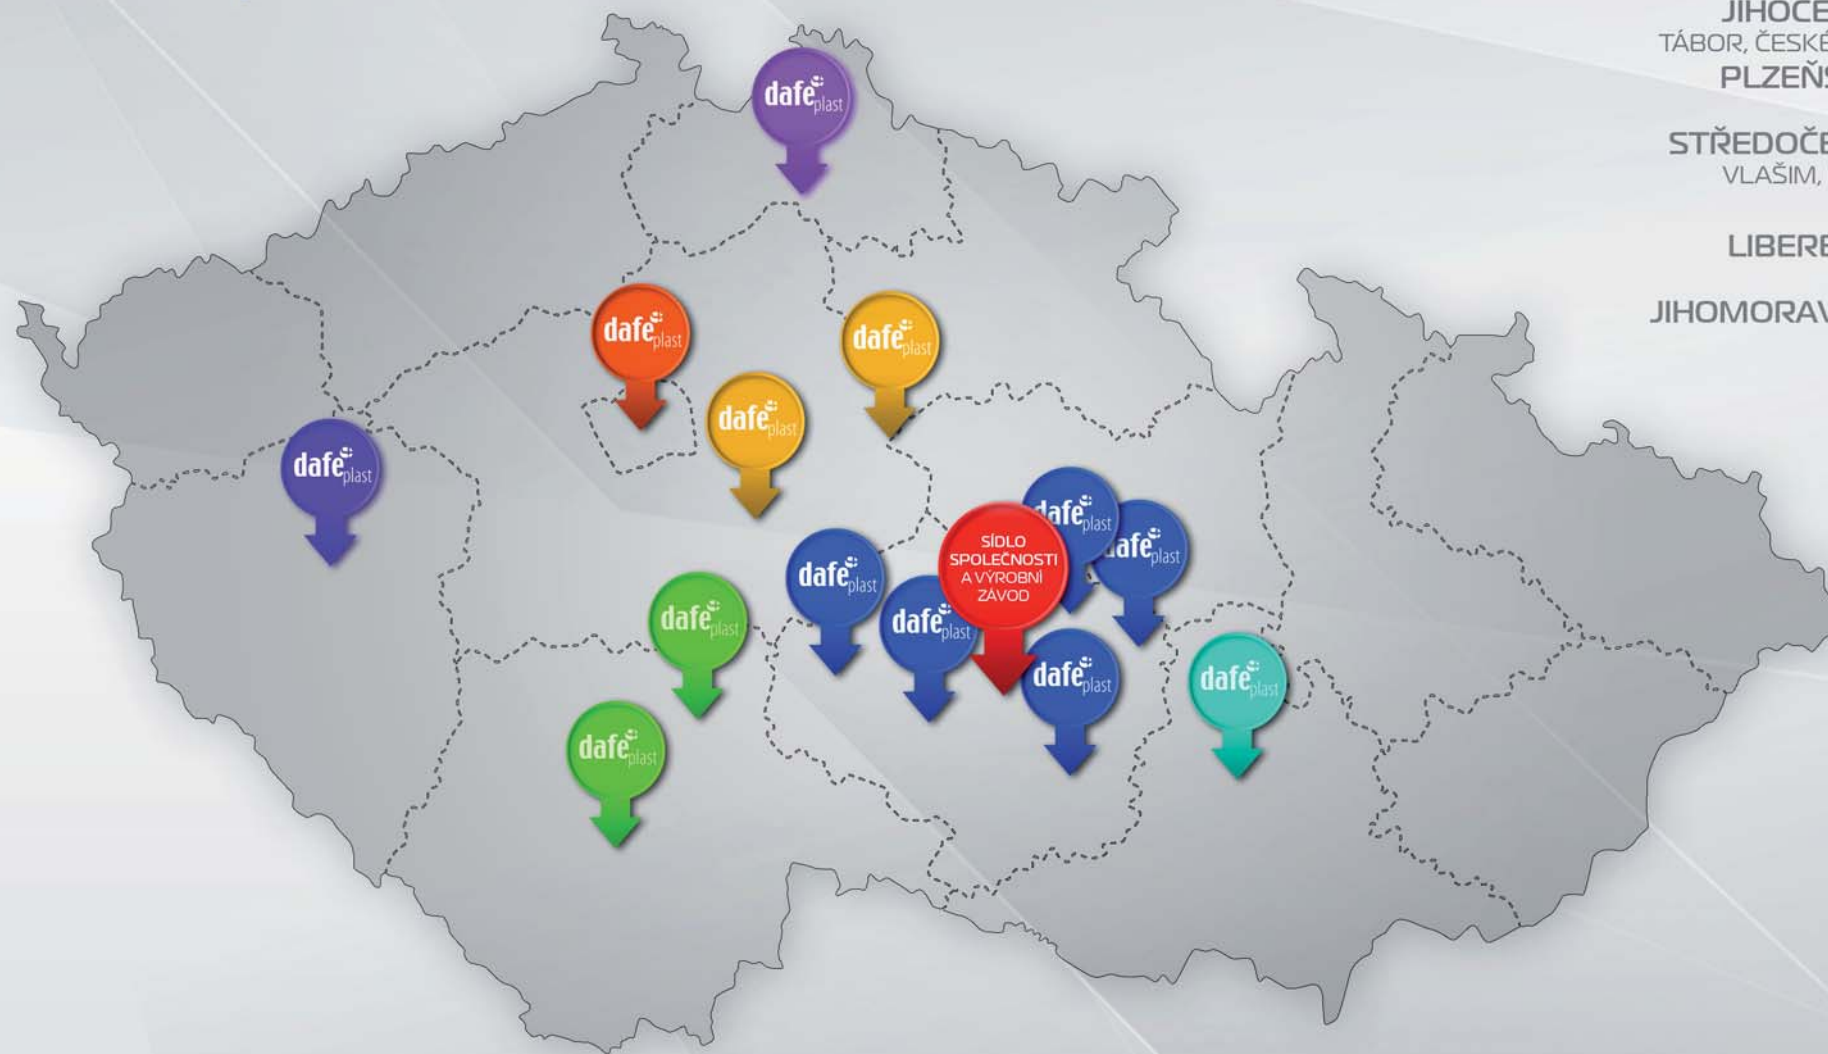 JIHOČE
TÁBOR, ČESKÉ
PLZEŇS
STŘEDOČE
VLAŠIM,
LIBERE
JIHOMORAV
dafe plast
dafe plast
dafe plast
dafe plast
dafe plast
dafe plast
dafe plast
dafe plast
dafe plast
dafe plast
SÍDLO
SPOLEČNOSTI
A VÝROBNÍ
ZÁVOD
dafe plast
dafe plast
dafe plast